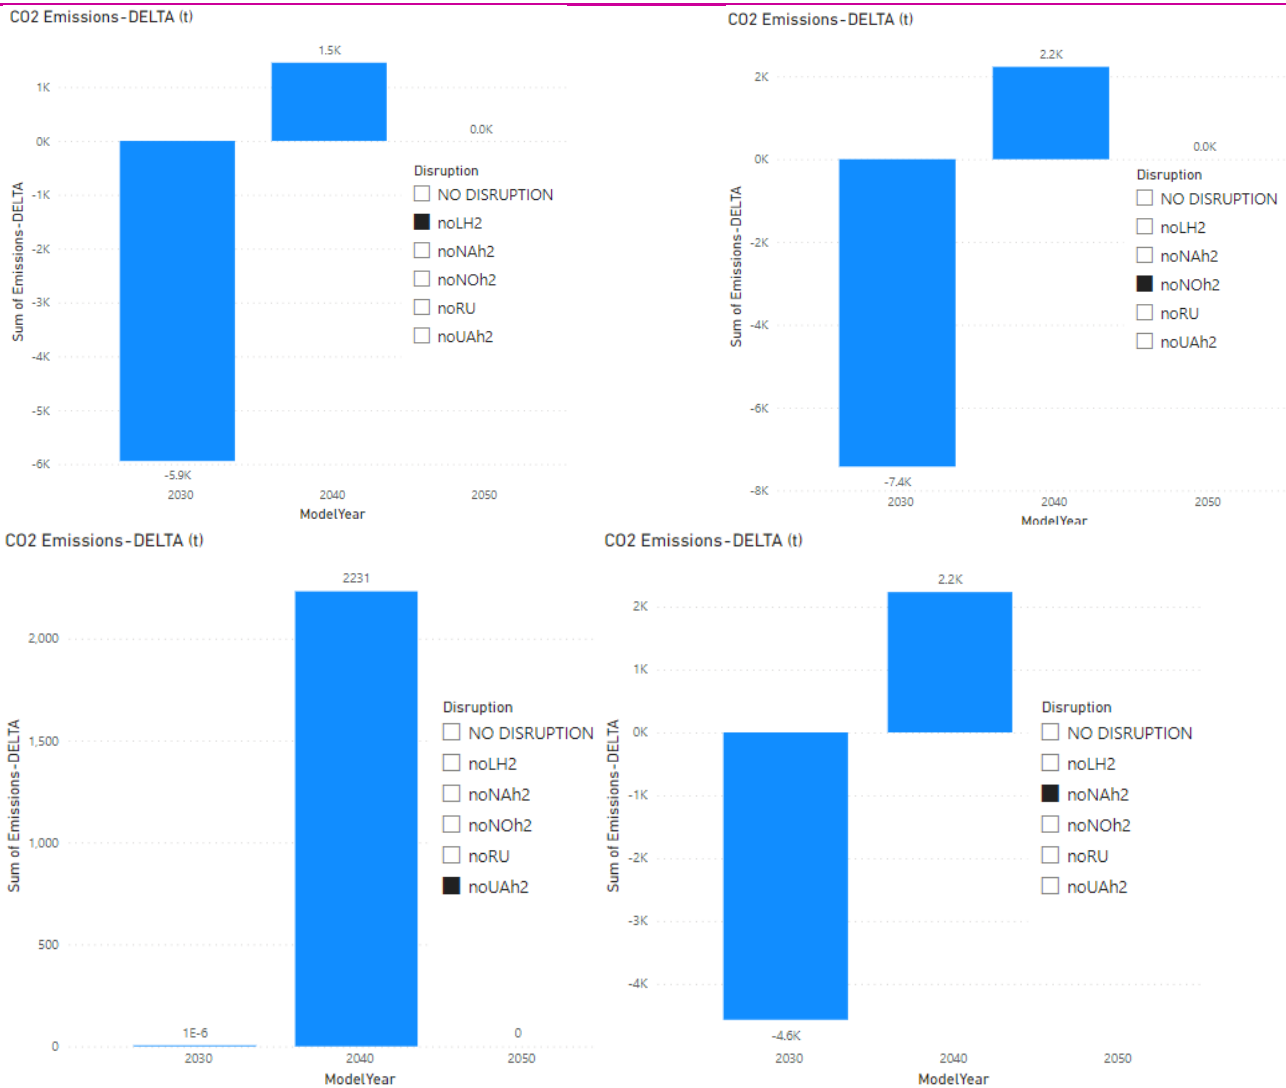 CO2 Emissions-DELTA (t)
1.5K
1K
0K
0.0K
-1K
-2K
-3K
-4K
-5K
-6K
-5.9K
Sum of Emissions-DELTA
2030
2040
2050
ModelYear
Disruption
NO DISRUPTION
noLH2
noNAh2
noNOh2
noRU
noUAh2
CO2 Emissions-DELTA (t)
2.2K
2K
0K
0.0K
-2K
-4K
-6K
-8K
-7.4K
Sum of Emissions-DELTA
2030
2040
2050
ModelYear
Disruption
NO DISRUPTION
noLH2
noNAh2
noNOh2
noRU
noUAh2
CO2 Emissions-DELTA (t)
2231
2,000
1,500
1,000
500
0
1E-6
0
Sum of Emissions-DELTA
2030
2040
2050
ModelYear
Disruption
NO DISRUPTION
noLH2
noNAh2
noNOh2
noRU
noUAh2
CO2 Emissions-DELTA (t)
2.2K
2K
1K
0K
-1K
-2K
-3K
-4K
-4.6K
Sum of Emissions-DELTA
2030
2040
2050
ModelYear
Disruption
NO DISRUPTION
noLH2
noNAh2
noNOh2
noRU
noUAh2